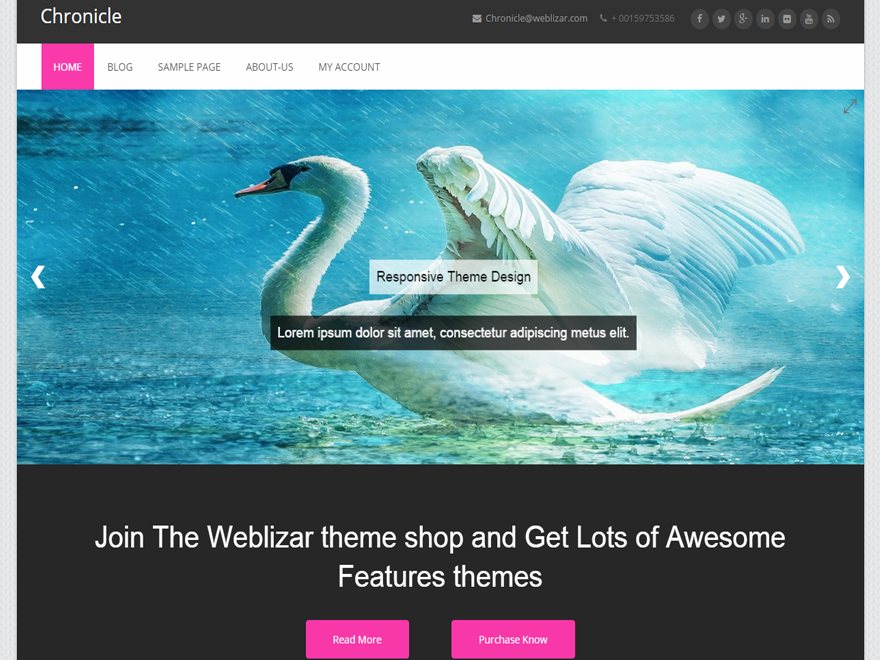 Chronicle
Chronicle@weblizar.com
+ 00159753586
HOME
BLOG
SAMPLE PAGE
ABOUT-US
MY ACCOUNT
Responsive Theme Design
Lorem ipsum dolor sit amet, consectetur adipiscing metus elit.
Join The Weblizar theme shop and Get Lots of Awesome
Features themes
Read More
Purchase Know